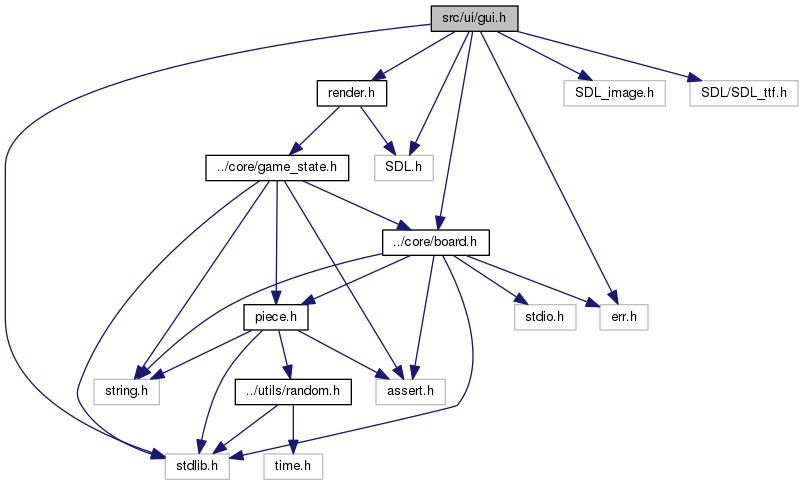 src/ui/gui.h
render.h
SDL_image.h
SDL/SDL_ttf.h
../core/game_state.h
SDL.h
../core/board.h
piece.h
stdio.h
err.h
string.h
../utils/random.h
assert.h
stdlib.h
time.h